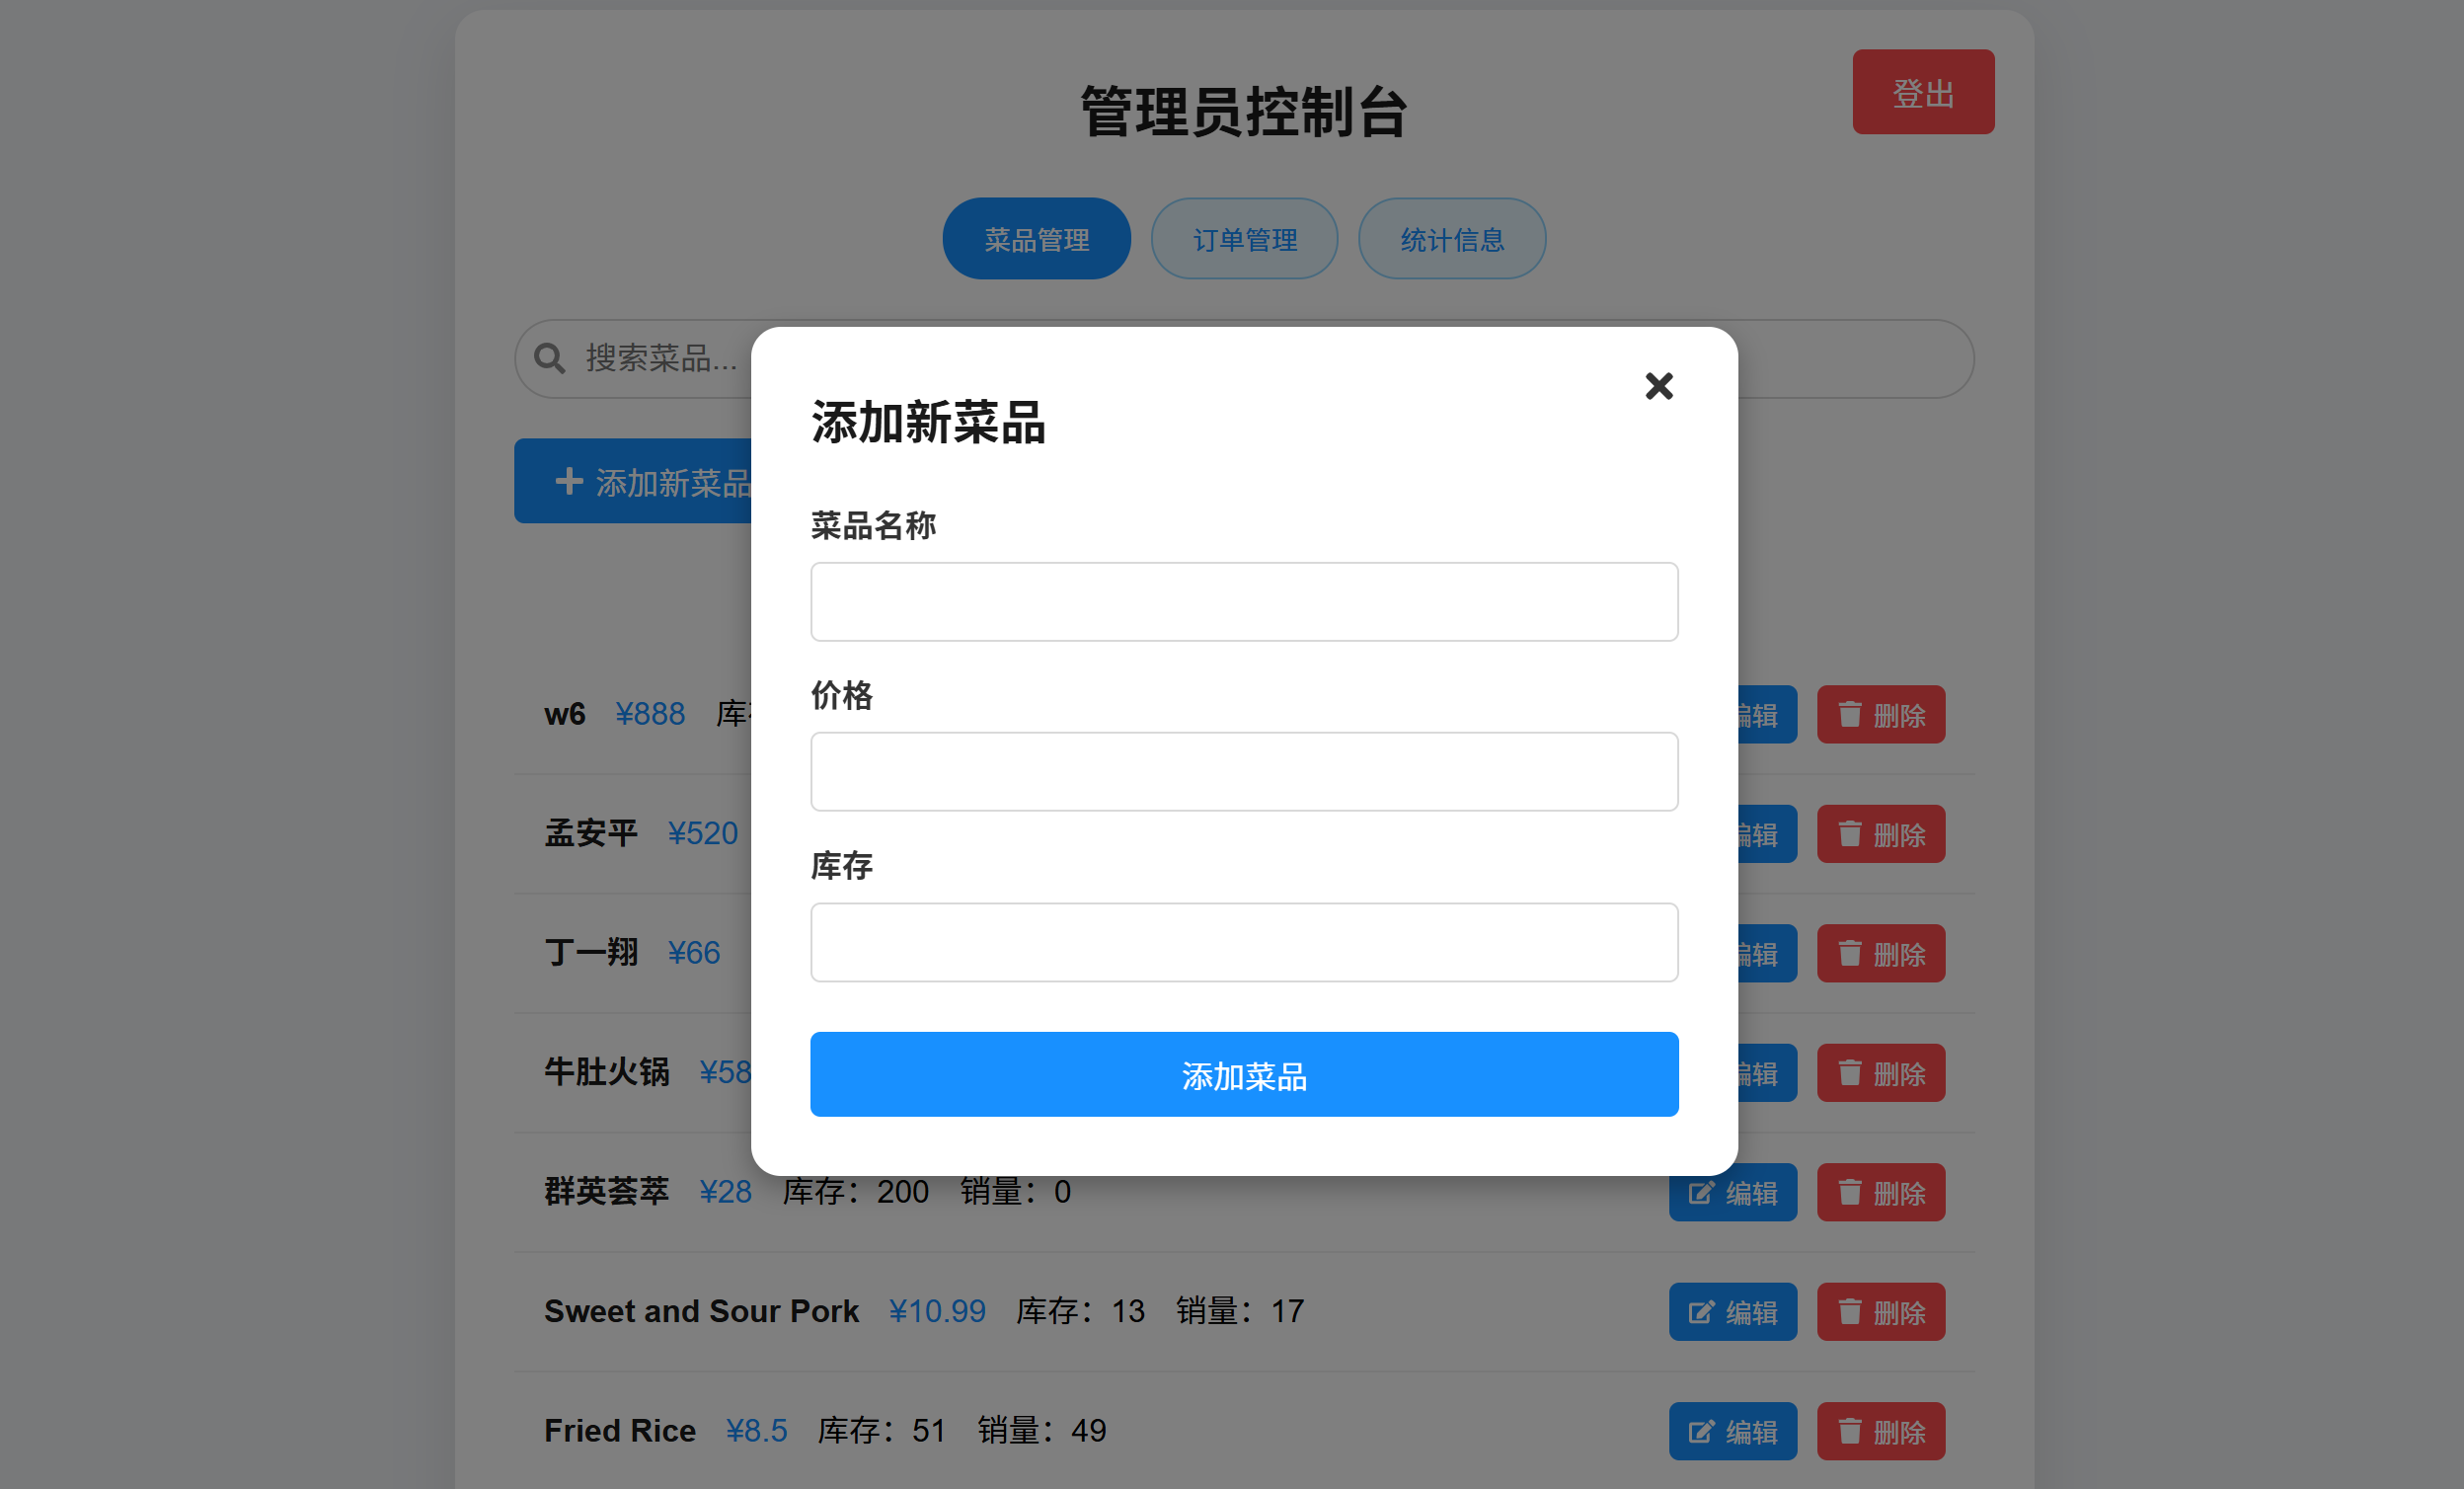 管理员控制台
登出
菜品管理 订单管理 统计信息
搜索菜品...
添加新菜品
添加新菜品
菜品名称
价格
库存
添加菜品
w6 ¥888 库 编辑 删除
孟安平 ¥520 编辑 删除
丁一翔 ¥66 编辑 删除
牛肚火锅 ¥58 编辑 删除
群英荟萃 ¥28 库存：200 销量：0 编辑 删除
Sweet and Sour Pork ¥10.99 库存：13 销量：17 编辑 删除
Fried Rice ¥8.5 库存：51 销量：49 编辑 删除